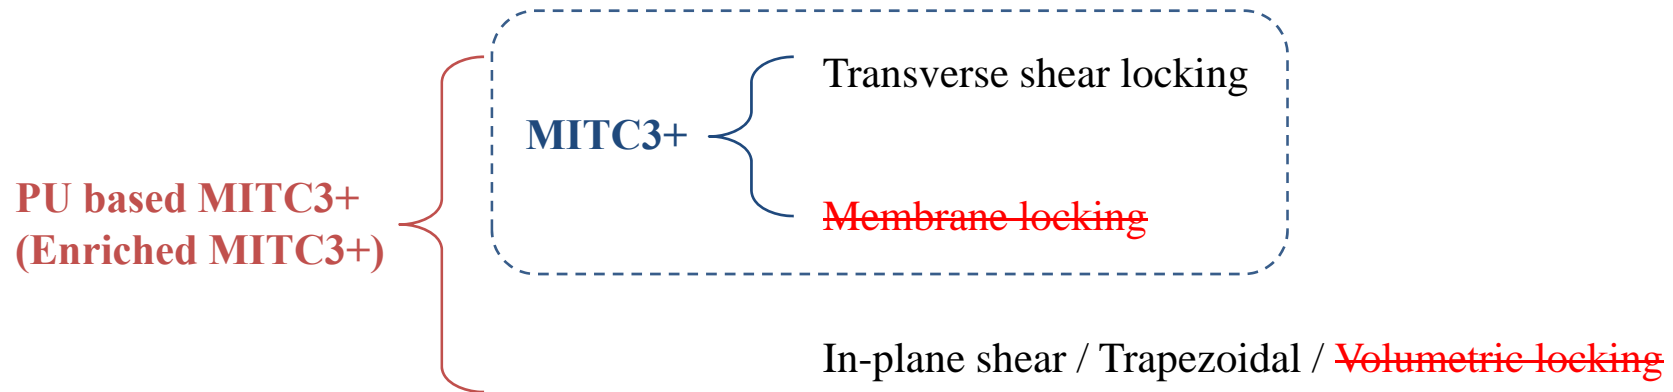 Transverse shear locking
MITC3+
PU based MITC3+
(Enriched MITC3+)
Membrane locking
In-plane shear / Trapezoidal / Volumetric locking